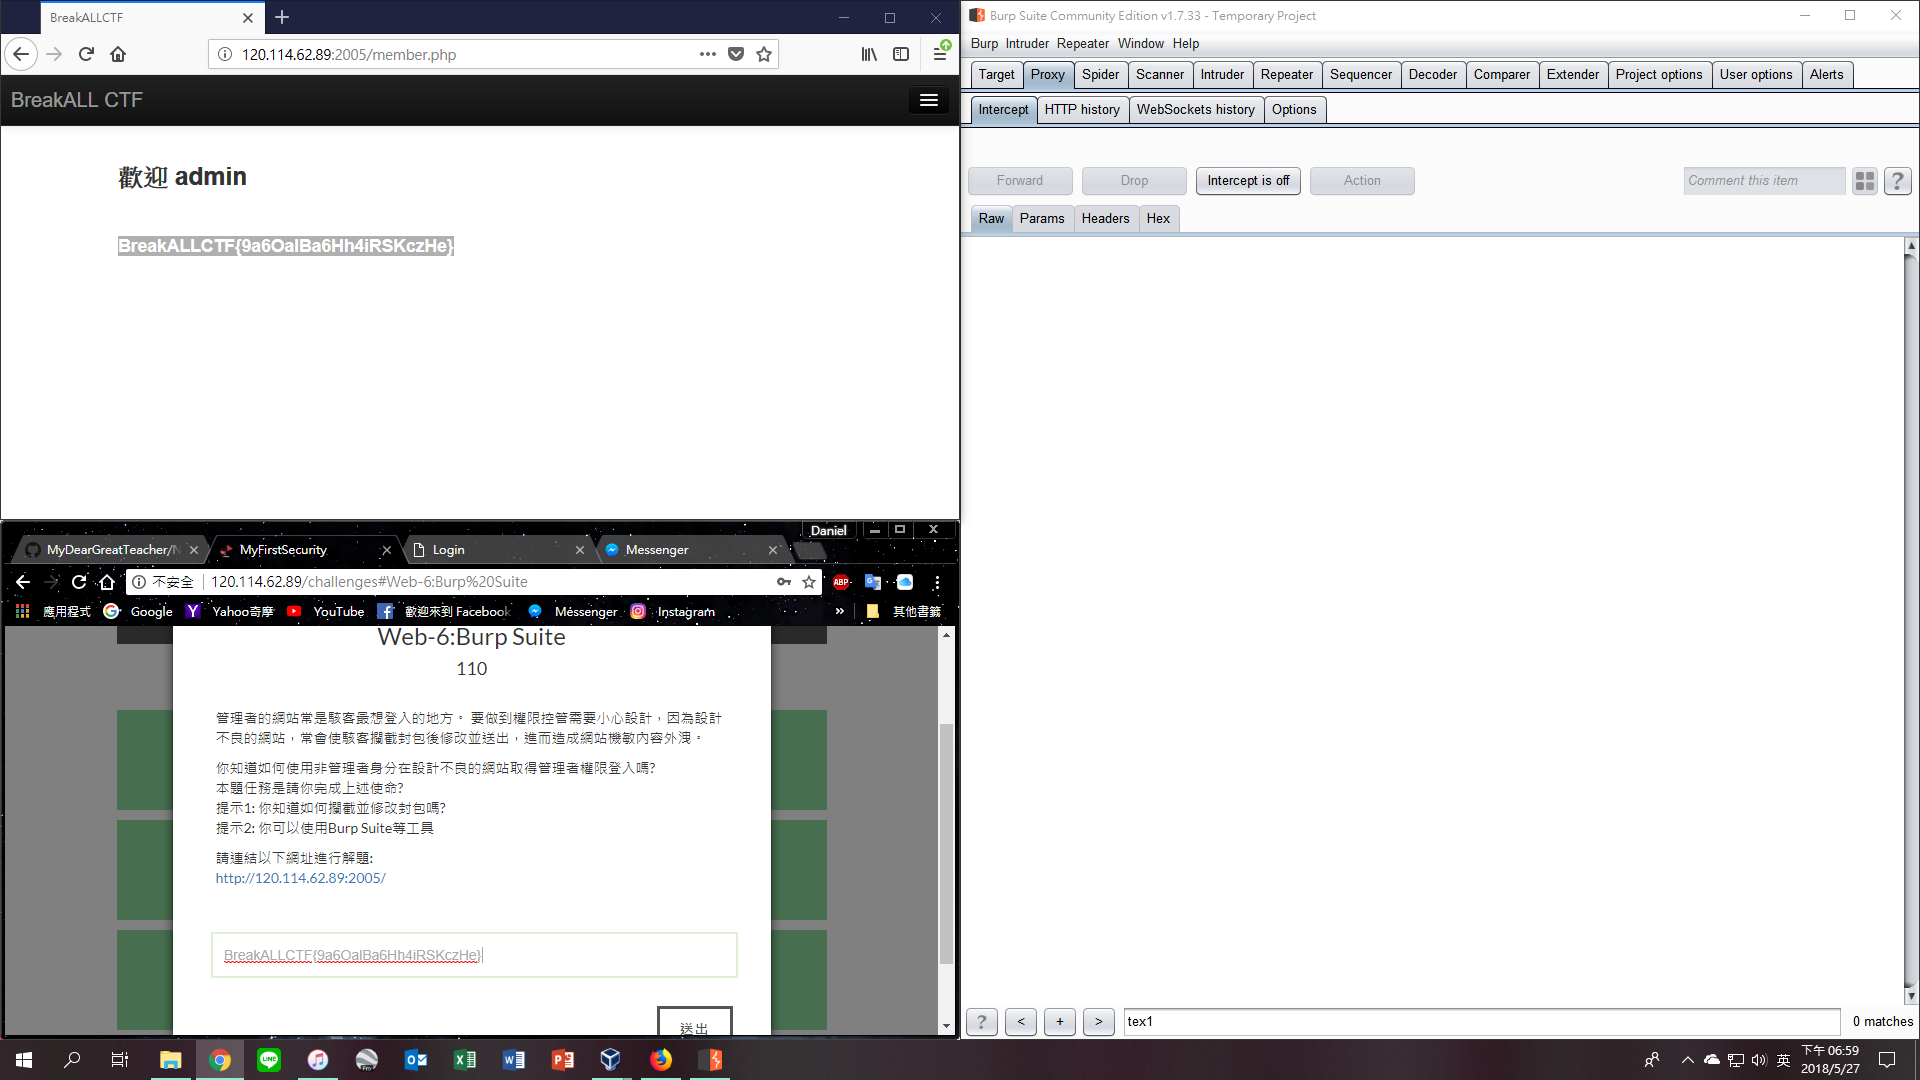 BreakALLCTF
120.114.62.89:2005/member.php
BreakALL CTF
歡迎 admin
BreakALLCTF{9a6OalBa6Hh4iRSKczHe}
Burp Suite Community Edition v1.7.33 - Temporary Project
Burp Intruder Repeater Window Help
Target Proxy Spider Scanner Intruder Repeater Sequencer Decoder Comparer Extender Project options User options Alerts
Intercept HTTP history WebSockets history Options
Forward Drop Intercept is off Action Comment this item ?
Raw Params Headers Hex
? < + > tex1 0 matches
Daniel
MyDearGreatTeacher/ MyFirstSecurity Login Messenger
不安全 120.114.62.89/challenges#Web-6:Burp%20Suite ABP
應用程式 Google Yahoo奇摩 YouTube 歡迎來到 Facebook Messenger Instagram » 其他書籤
Web-6:Burp Suite
110
管理者的網站常是駭客最想登入的地方。 要做到權限控管需要小心設計，因為設計
不良的網站，常會使駭客攔截封包後修改並送出，進而造成網站機敏內容外洩。
你知道如何使用非管理者身分在設計不良的網站取得管理者權限登入嗎?
本題任務是請你完成上述使命?
提示1: 你知道如何攔截並修改封包嗎?
提示2: 你可以使用Burp Suite等工具
請連結以下網址進行解題:
http://120.114.62.89:2005/
BreakALLCTF{9a6OalBa6Hh4iRSKczHe}
送出
英 下午 06:59
2018/5/27